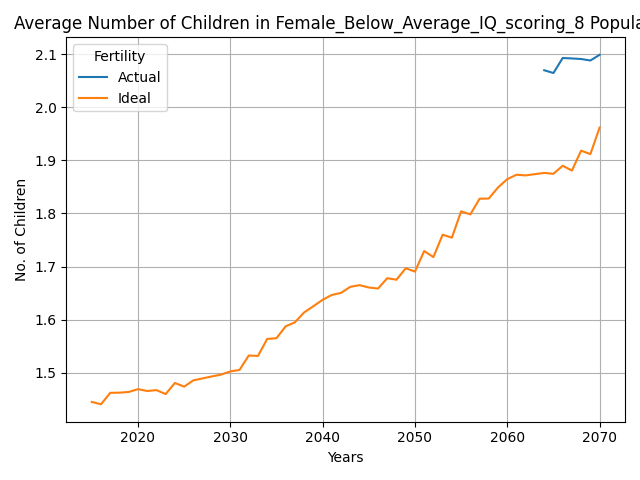 Average Number of Children in Female_Below_Average_IQ_scoring_8 Popula
Fertility
Actual
Ideal
No. of Children
2.1
2.0
1.9
1.8
1.7
1.6
1.5
2020 2030 2040 2050 2060 2070
Years